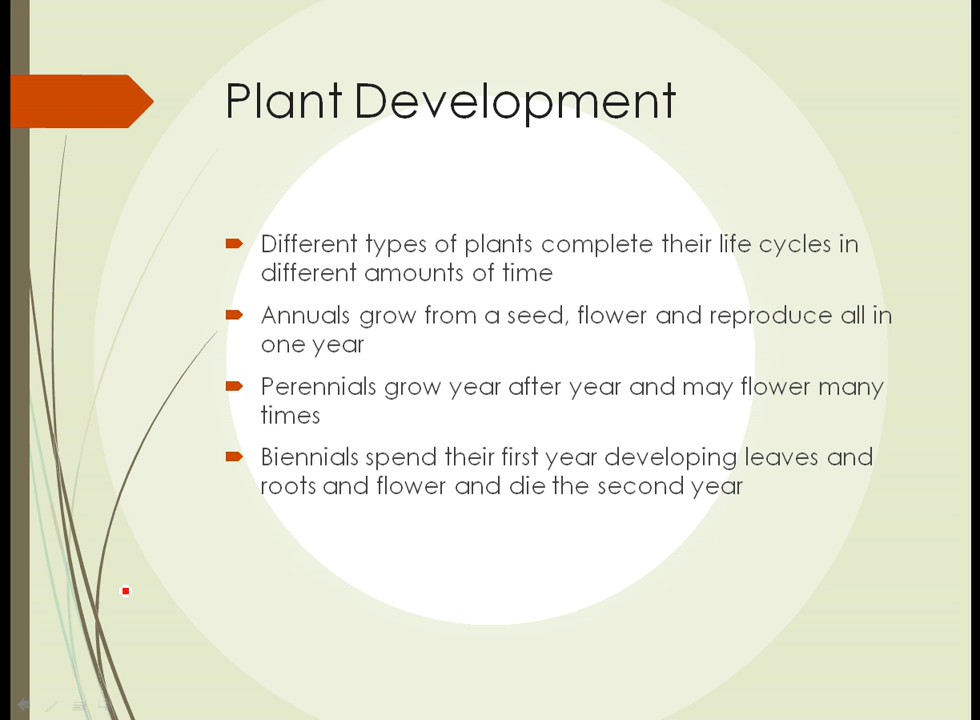 Plant Development
Different types of plants complete their life cycles in
different amounts of time
Annuals grow from a seed, flower and reproduce all in
one year
Perennials grow year after year and may flower many
times
Biennials spend their first year developing leaves and
roots and flower and die the second year